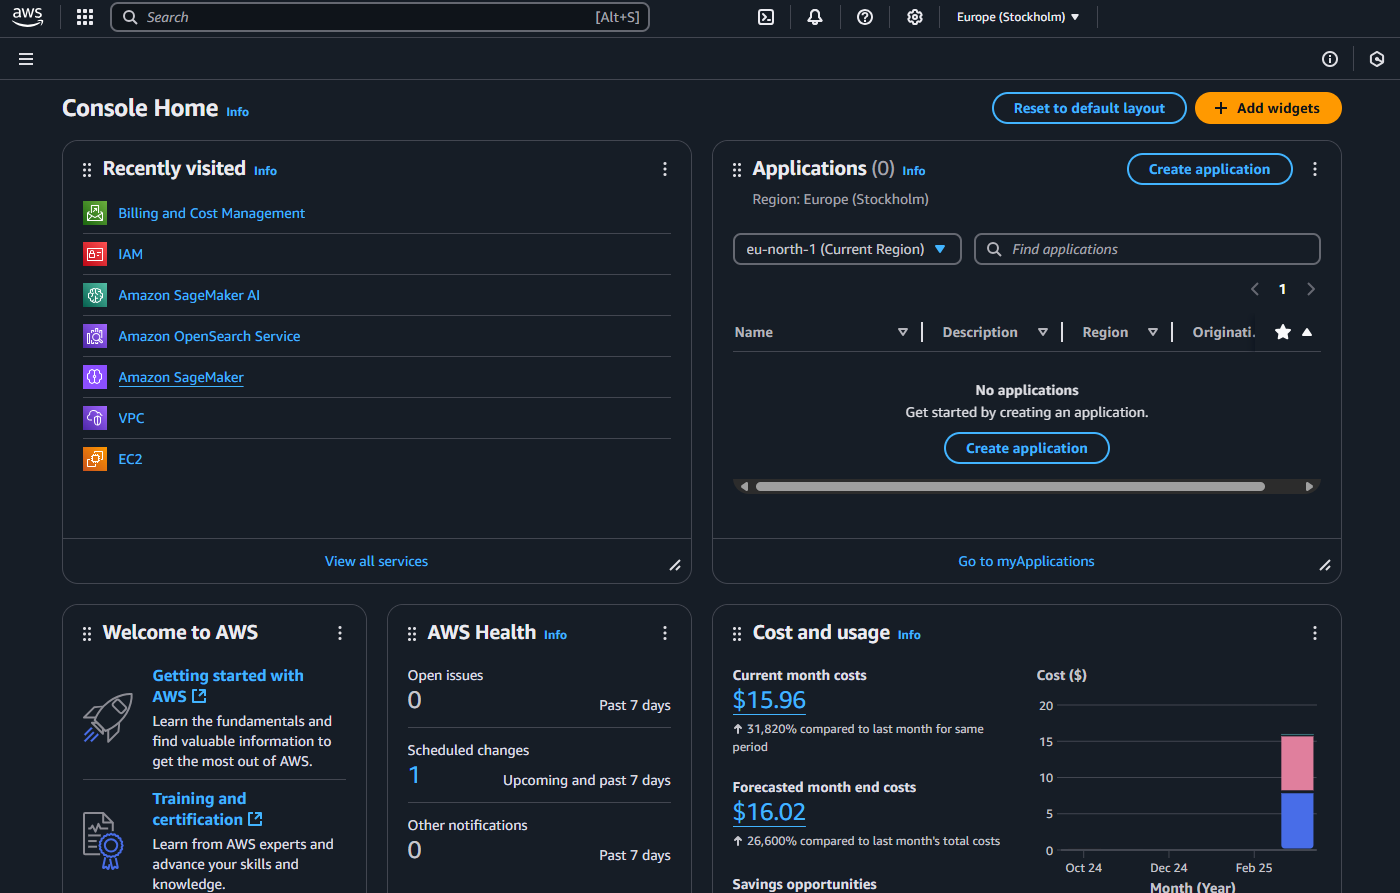 aws
Search [Alt+S]
Europe (Stockholm)
Console Home Info
Reset to default layout
Add widgets
Recently visited Info
Billing and Cost Management
IAM
Amazon SageMaker AI
Amazon OpenSearch Service
Amazon SageMaker
VPC
EC2
View all services
Applications (0) Info
Create application
Region: Europe (Stockholm)
eu-north-1 (Current Region)
Find applications
1
Name Description Region Originati.
No applications
Get started by creating an application.
Create application
Go to myApplications
Welcome to AWS
Getting started with
AWS
Learn the fundamentals and
find valuable information to
get the most out of AWS.
Training and
certification
Learn from AWS experts and
advance your skills and
knowledge.
AWS Health Info
Open issues
0
Past 7 days
Scheduled changes
1
Upcoming and past 7 days
Other notifications
0
Past 7 days
Cost and usage Info
Current month costs
$15.96
31,820% compared to last month for same
period
Forecasted month end costs
$16.02
26,600% compared to last month's total costs
Savings opportunities
Cost ($)
20
15
10
5
0
Oct 24 Dec 24 Feb 25
Month (Year)